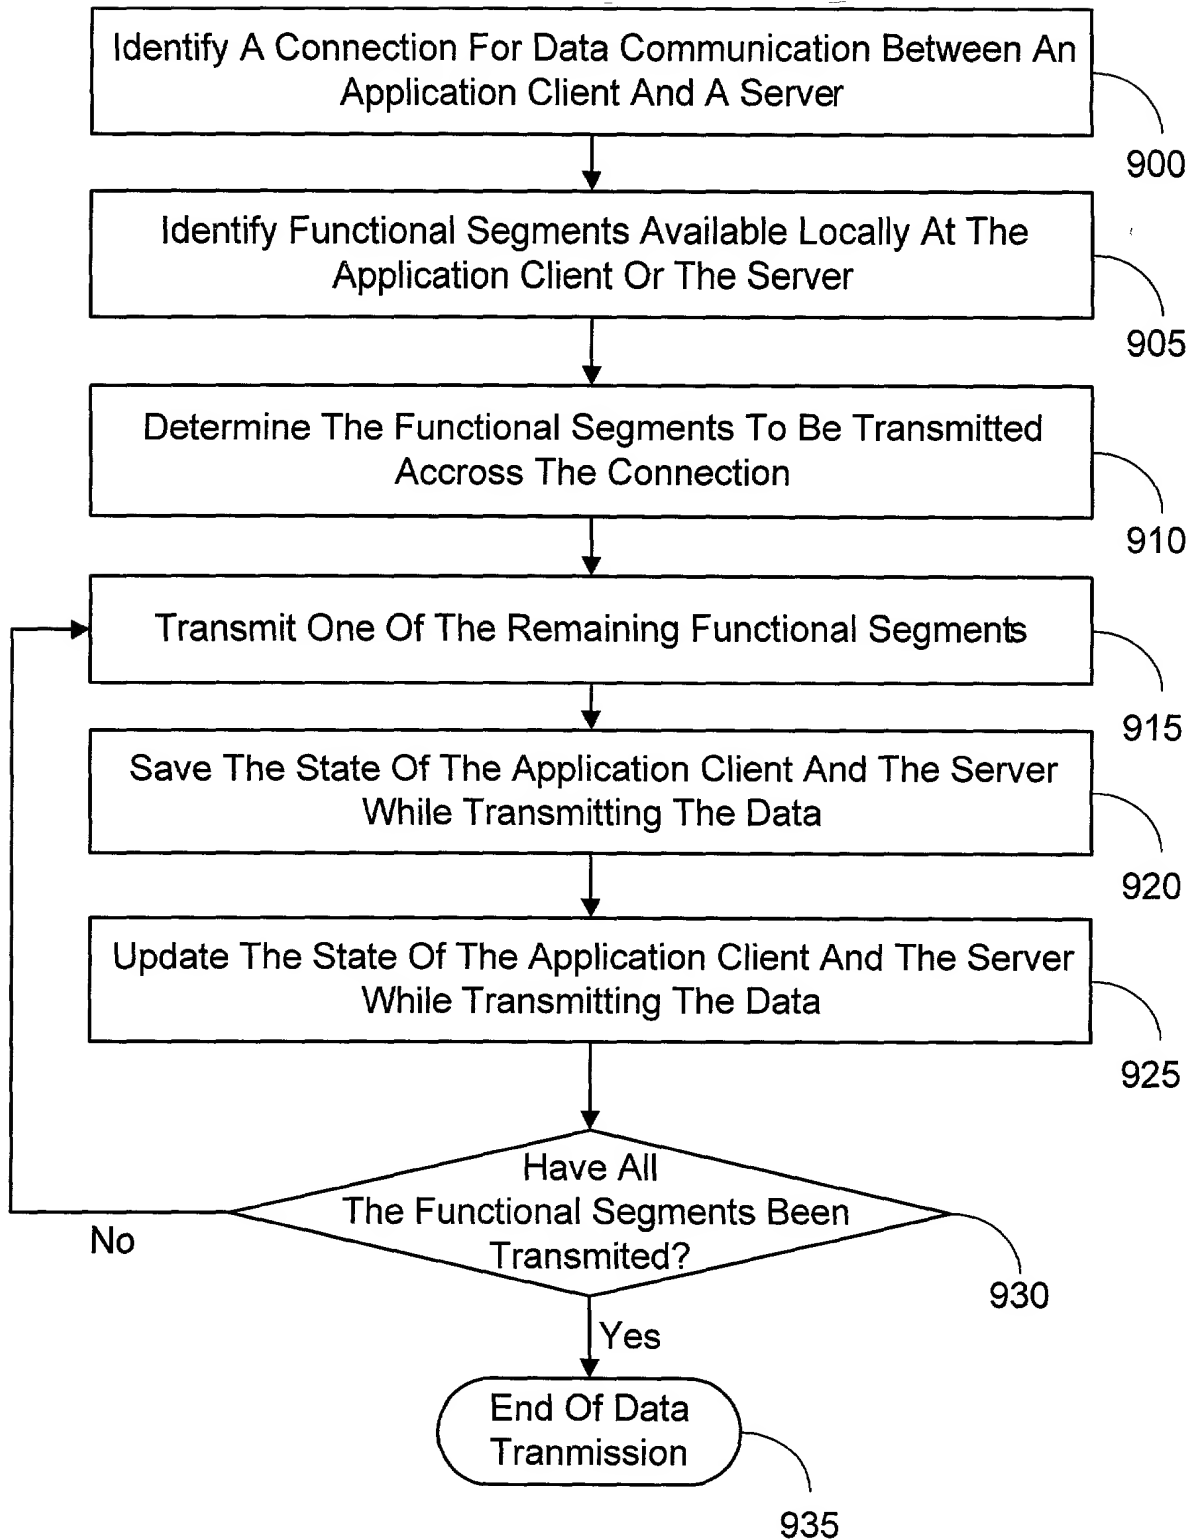 Identify A Connection For Data Communication Between An
Application Client And A Server
900
Identify Functional Segments Available Locally At The
Application Client Or The Server
905
Determine The Functional Segments To Be Transmitted
Accross The Connection
910
Transmit One Of The Remaining Functional Segments
915
Save The State Of The Application Client And The Server
While Transmitting The Data
920
Update The State Of The Application Client And The Server
While Transmitting The Data
925
Have All
The Functional Segments Been
Transmited?
No
930
Yes
End Of Data
Tranmission
935